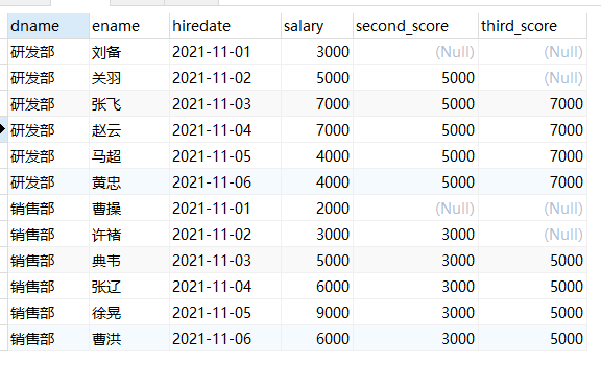 dname ename hiredate salary second_score third_score
研发部 刘备 2021-11-01 3000 (Null) (Null)
研发部 关羽 2021-11-02 5000 5000 (Null)
研发部 张飞 2021-11-03 7000 5000 7000
研发部 赵云 2021-11-04 7000 5000 7000
研发部 马超 2021-11-05 4000 5000 7000
研发部 黄忠 2021-11-06 4000 5000 7000
销售部 曹操 2021-11-01 2000 (Null) (Null)
销售部 许褚 2021-11-02 3000 3000 (Null)
销售部 典韦 2021-11-03 5000 3000 5000
销售部 张辽 2021-11-04 6000 3000 5000
销售部 徐晃 2021-11-05 9000 3000 5000
销售部 曹洪 2021-11-06 6000 3000 5000